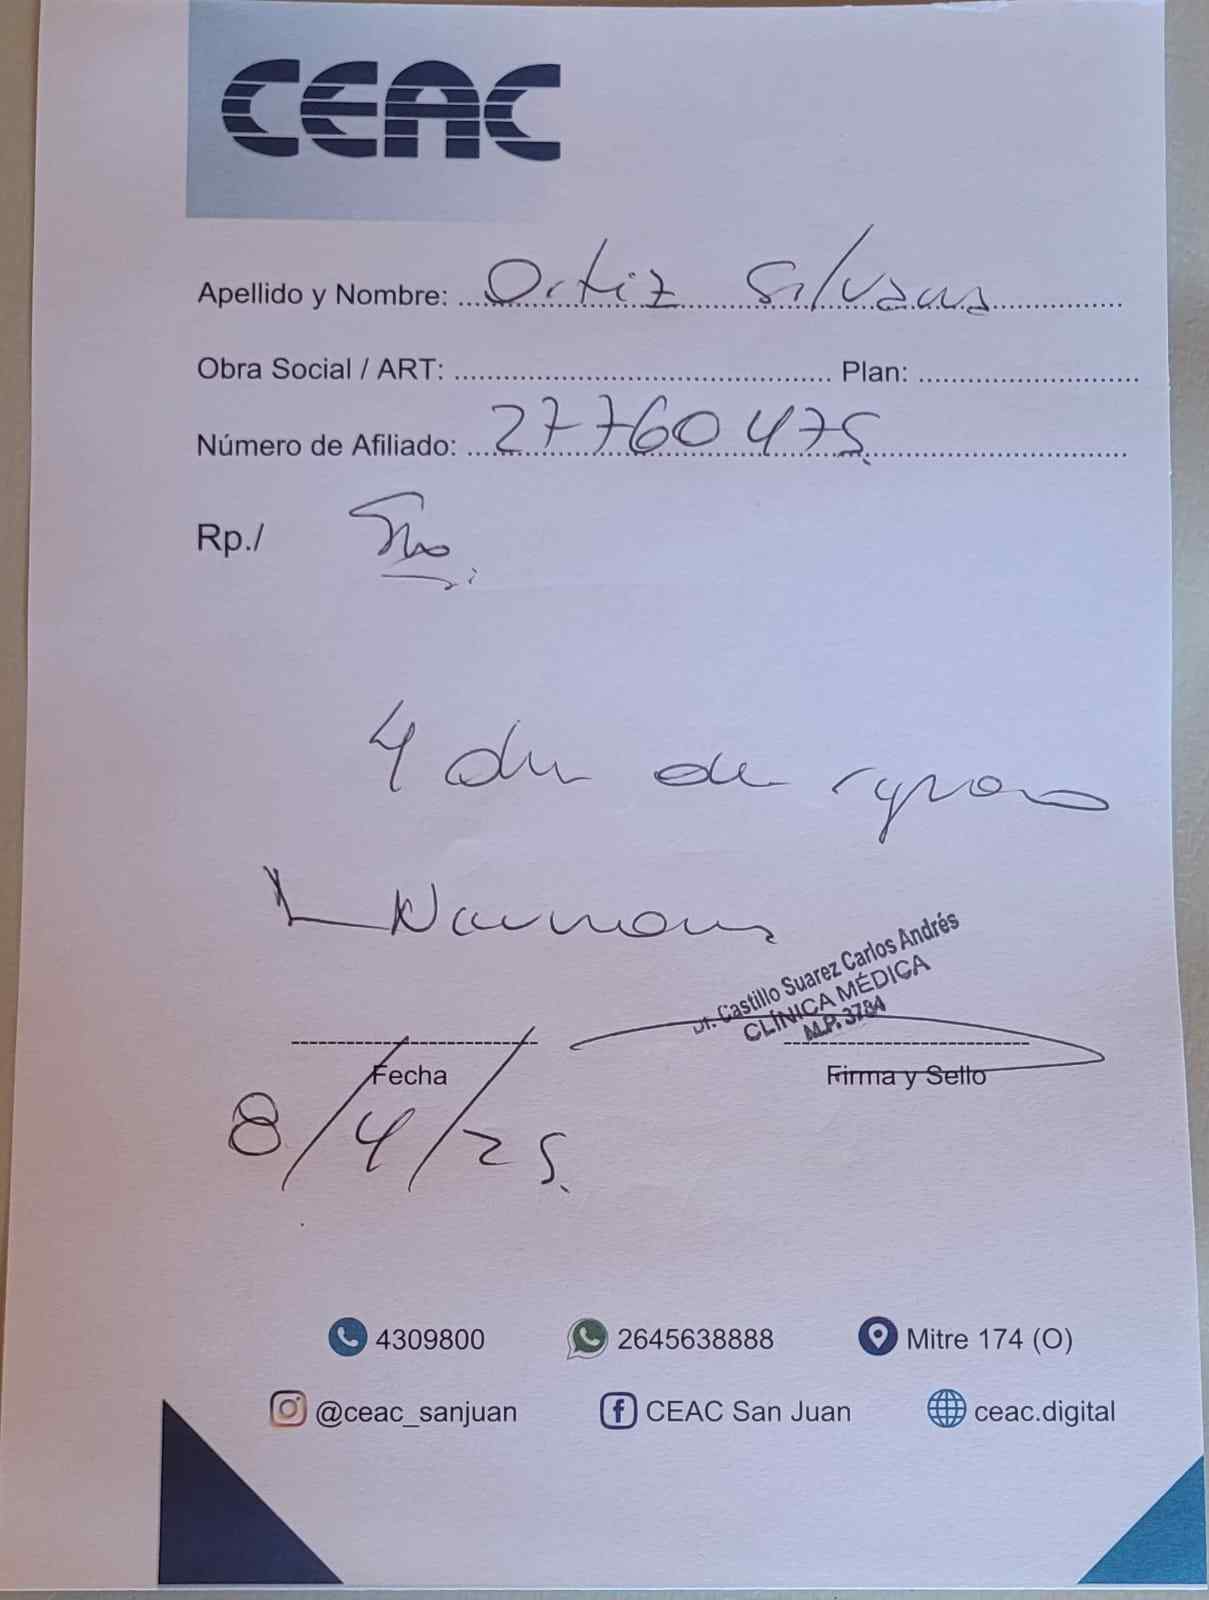 CEAC
Apellido y Nombre: Ortiz Silvana
Obra Social / ART: Plan:
Número de Afiliado: 27760475
Rp./
4 de
Dr. Castillo Suarez Carlos Andrés
CLÍNICA MÉDICA
M.P. 3784
Fecha Firma y Sello
8/4/25
4309800 2645638888 Mitre 174 (O)
@ceac_sanjuan CEAC San Juan ceac.digital